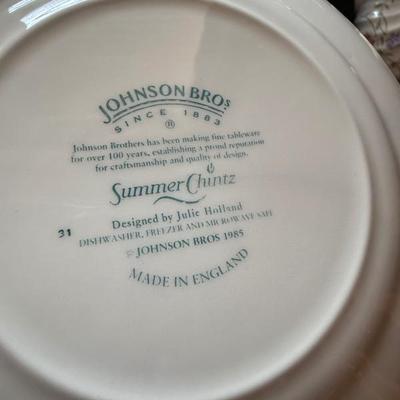 JOHNSON BROS
SINCE 1883
®
Johnson Brothers has been making fine tableware
for over 100 years, establishing a proud reputation
for craftsmanship and quality of design.
Summer Chintz
Designed by Julie Holland
31
DISHWASHER, FREEZER AND MICROWAVE SAFE
© JOHNSON BROS 1985
MADE IN ENGLAND